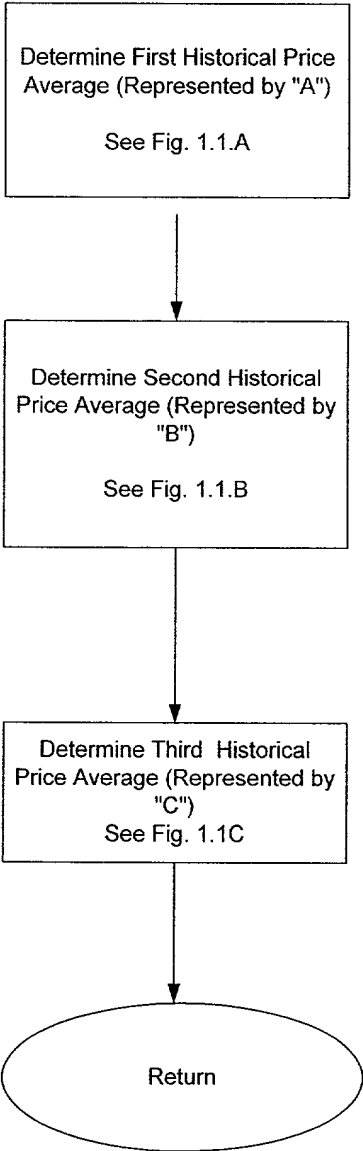 Determine First Historical Price
Average (Represented by "A")
See Fig. 1.1.A
Determine Second Historical
Price Average (Represented by
"B")
See Fig. 1.1.B
Determine Third Historical
Price Average (Represented by
"C")
See Fig. 1.1C
Return